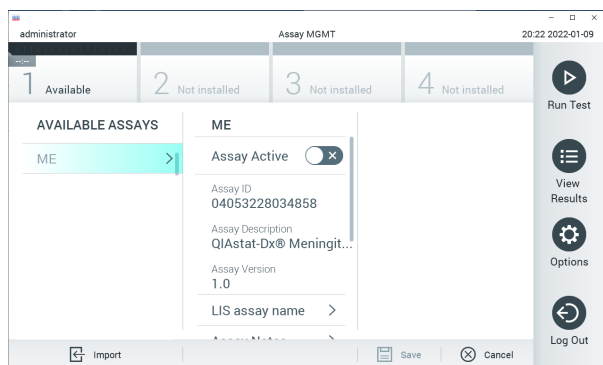 administrator
Assay MGMT
20:22 2022-01-09
--:--
1 Available
2 Not installed
3 Not installed
4 Not installed
Run Test
View
Results
Options
Log Out
AVAILABLE ASSAYS
ME
ME
Assay Active
Assay ID
04053228034858
Assay Description
QIAstat-Dx® Meningit...
Assay Version
1.0
LIS assay name
Import
Save
Cancel